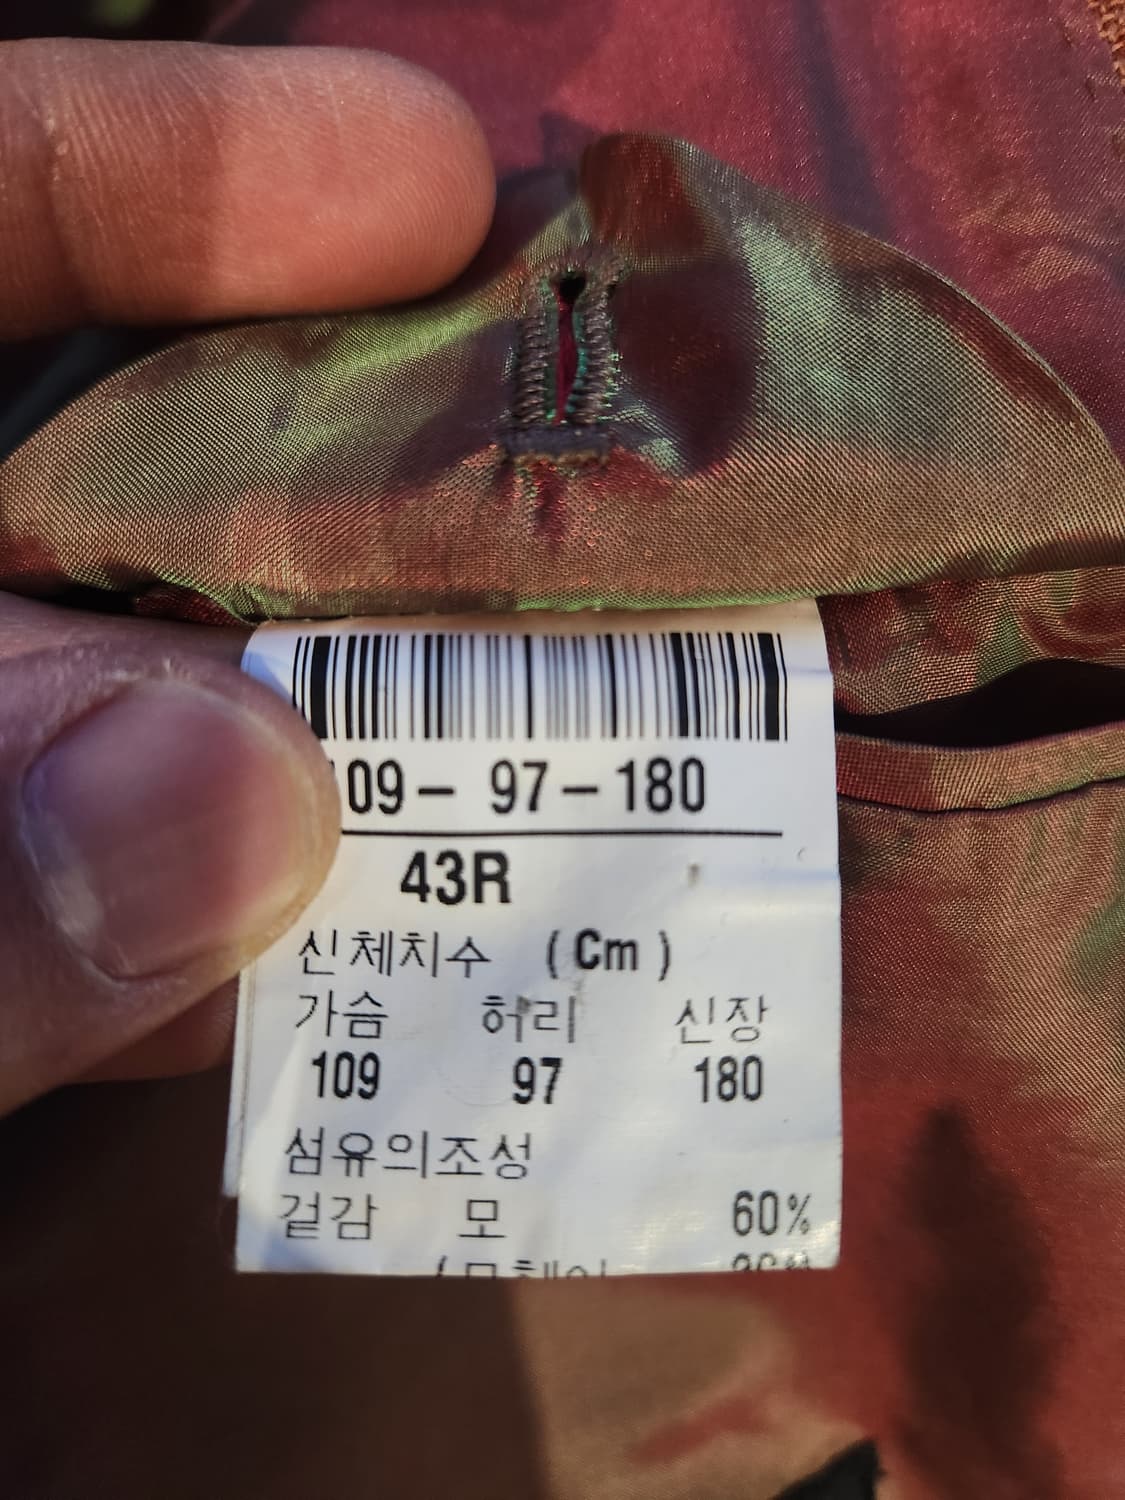 09- 97-180
43R
신체치수 (Cm)
가슴 허리 신장
109 97 180
섬유의조성
겉감 모 60%